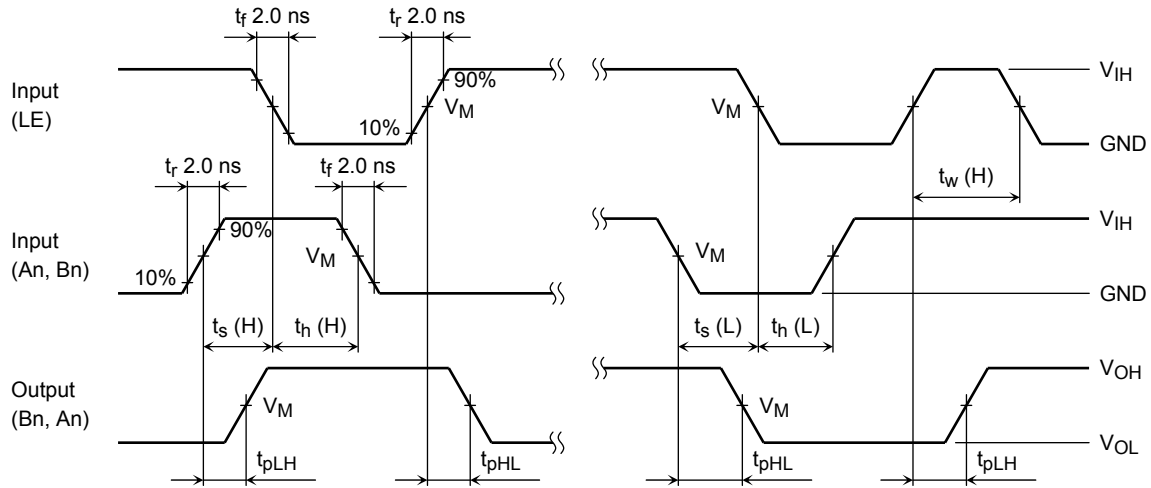 tf 2.0 ns
tr 2.0 ns
Input
(LE)
90%
VM
10%
VM
VIH
GND
tw (H)
tr 2.0 ns
tf 2.0 ns
Input
(An, Bn)
90%
10%
VM
VM
VIH
GND
ts (H)
th (H)
ts (L)
th (L)
Output
(Bn, An)
VM
VM
VOH
VOL
tpLH
tpHL
tpHL
tpLH